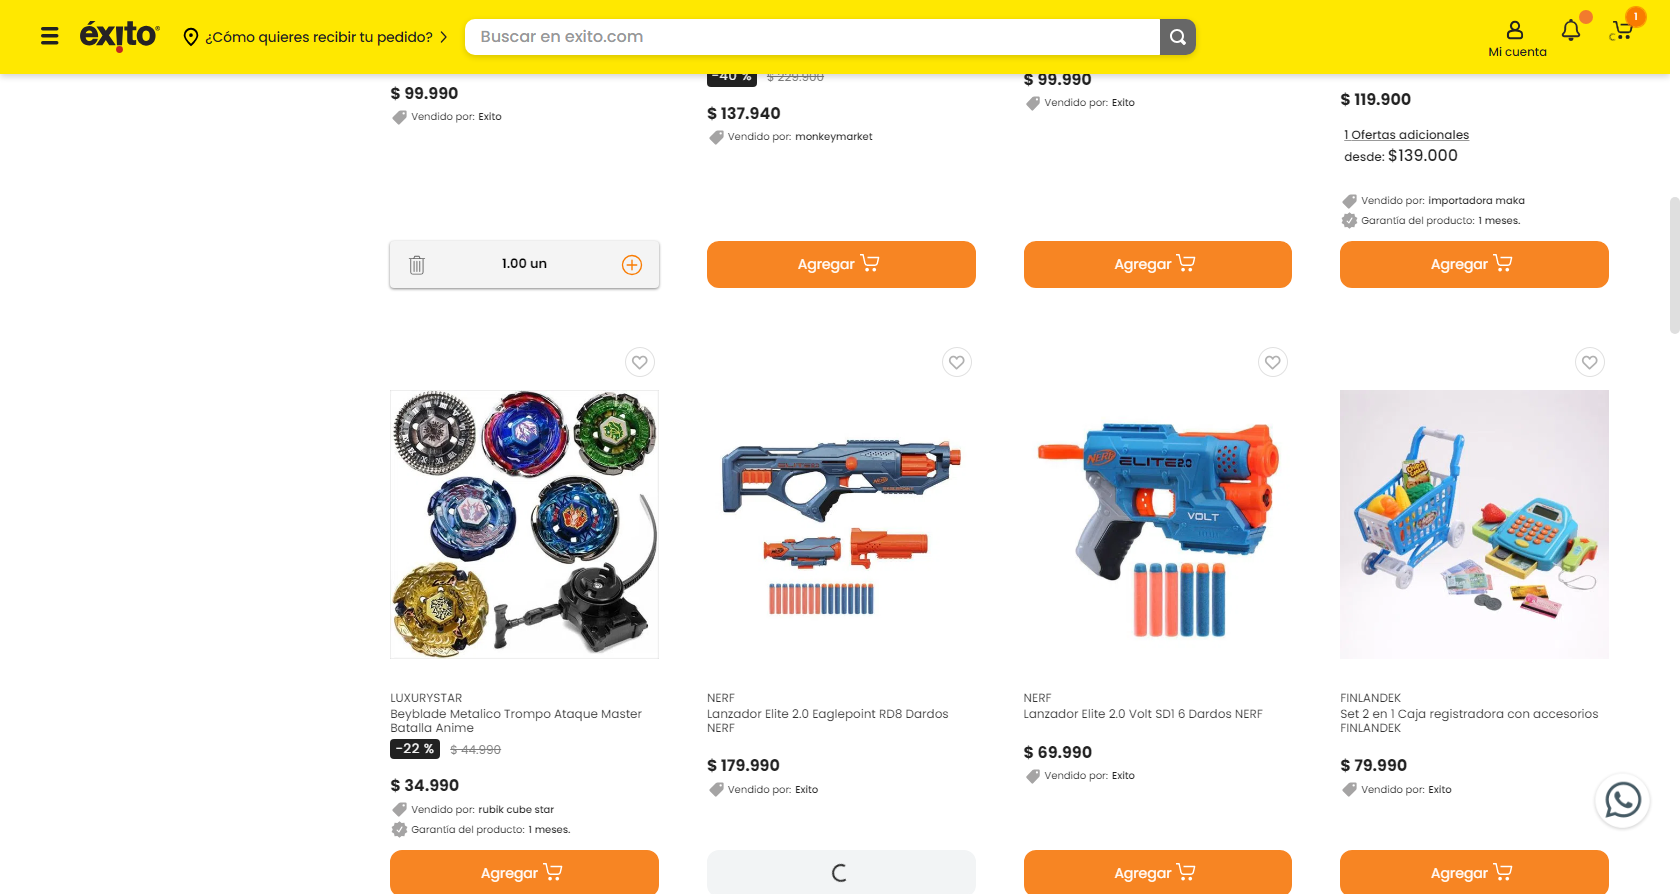 éxito
¿Cómo quieres recibir tu pedido?
Buscar en exito.com
Mi cuenta
1
$ 99.990
Vendido por: Exito
-40 % $ 229.900
$ 137.940
Vendido por: monkeymarket
$ 99.990
Vendido por: Exito
$ 119.900
1 Ofertas adicionales
desde: $139.000
Vendido por: importadora maka
Garantía del producto: 1 meses.
1.00 un
Agregar
Agregar
Agregar
NERF
ELITE 2.0
VOLT
LUXURYSTAR
Beyblade Metalico Trompo Ataque Master
Batalla Anime
-22 % $ 44.990
$ 34.990
Vendido por: rubik cube star
Garantía del producto: 1 meses.
Agregar
NERF
Lanzador Elite 2.0 Eaglepoint RD8 Dardos
NERF
$ 179.990
Vendido por: Exito
NERF
Lanzador Elite 2.0 Volt SD1 6 Dardos NERF
$ 69.990
Vendido por: Exito
Agregar
FINLANDEK
Set 2 en 1 Caja registradora con accesorios
FINLANDEK
$ 79.990
Vendido por: Exito
Agregar